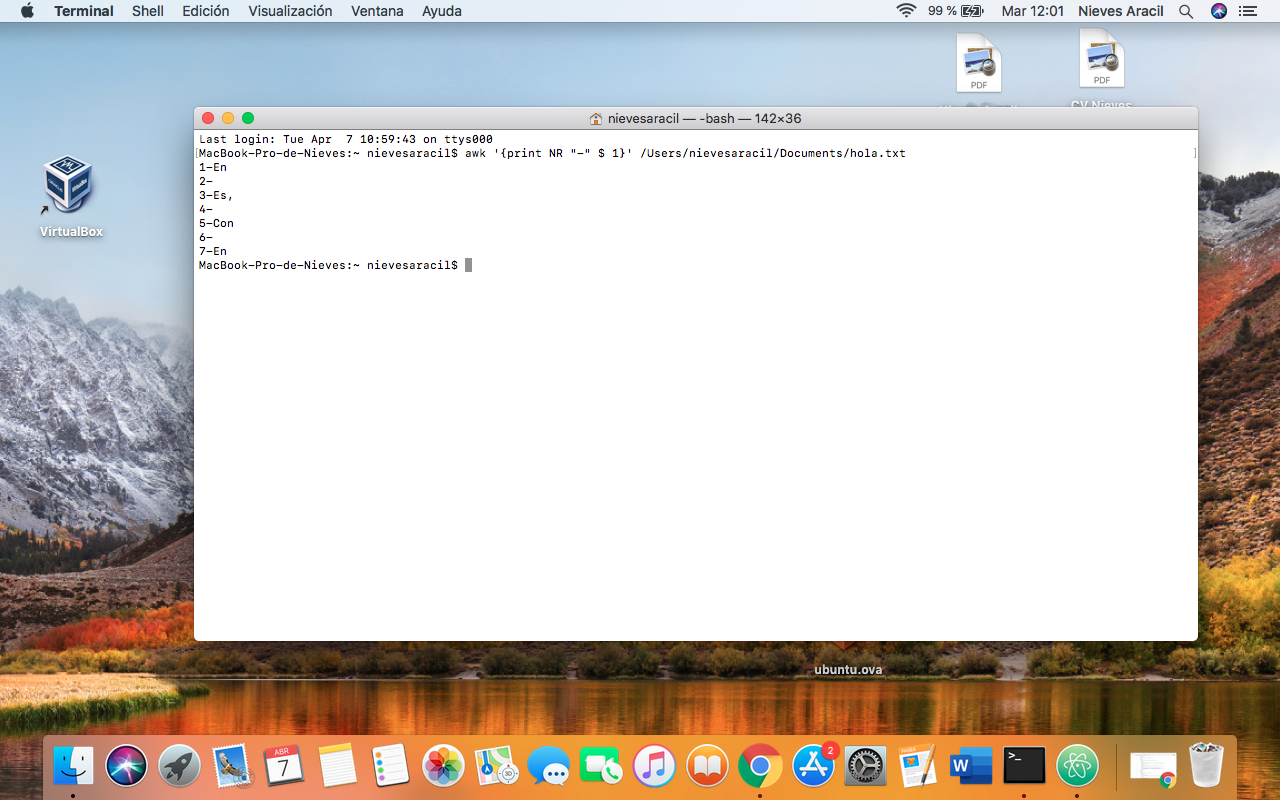 Terminal Shell Edición Visualización Ventana Ayuda 99 % Mar 12:01 Nieves Aracil
PDF PDF
CV Nieves
VirtualBox
nievesaracil — -bash — 142×36
Last login: Tue Apr  7 10:59:43 on ttys000
[MacBook-Pro-de-Nieves:~ nievesaracil$ awk '{print NR "-" $ 1}' /Users/nievesaracil/Documents/hola.txt ]
1-En
2-
3-Es,
4-
5-Con
6-
7-En
MacBook-Pro-de-Nieves:~ nievesaracil$
ubuntu.ova
ABR
7
3D
2
PAGES
W
>_